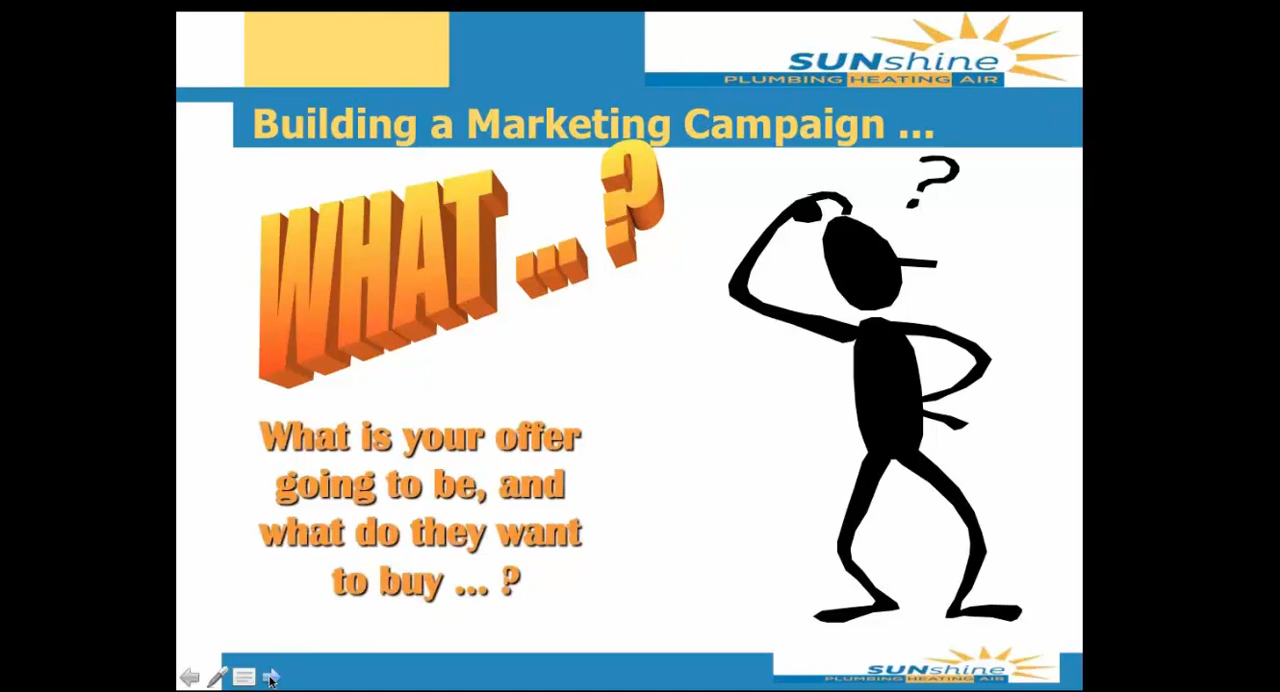 SUNshine
PLUMBING HEATING AIR
Building a Marketing Campaign ...
WHAT ... ?
?
What is your offer
going to be, and
what do they want
to buy ... ?
SUNshine
PLUMBING HEATING AIR